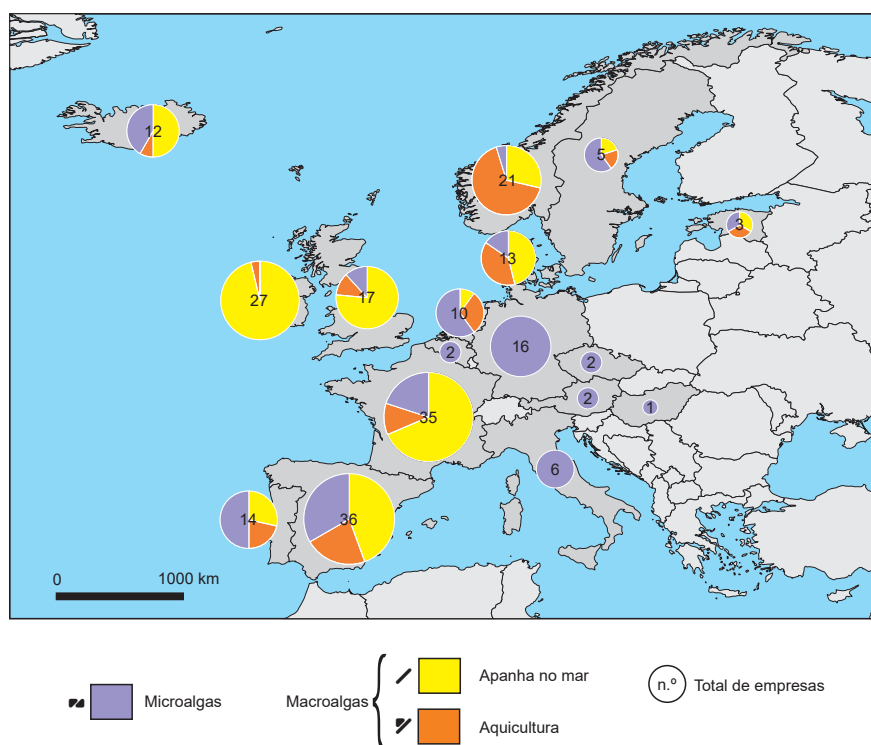 12
5
21
3
13
27
17
10
16
2
2
2
1
35
6
14
36
0 1000 km
Microalgas
Macroalgas
Apanha no mar
Aquicultura
n.º
Total de empresas